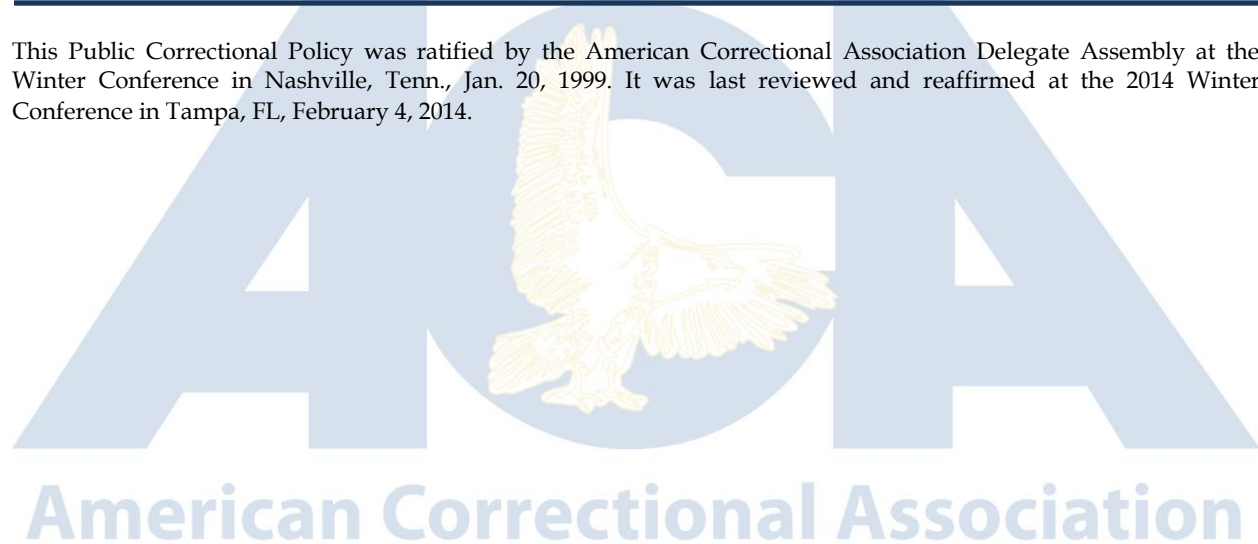 This Public Correctional Policy was ratified by the American Correctional Association Delegate Assembly at the
Winter Conference in Nashville, Tenn., Jan. 20, 1999. It was last reviewed and reaffirmed at the 2014 Winter
Conference in Tampa, FL, February 4, 2014.
ACA
American Correctional Association